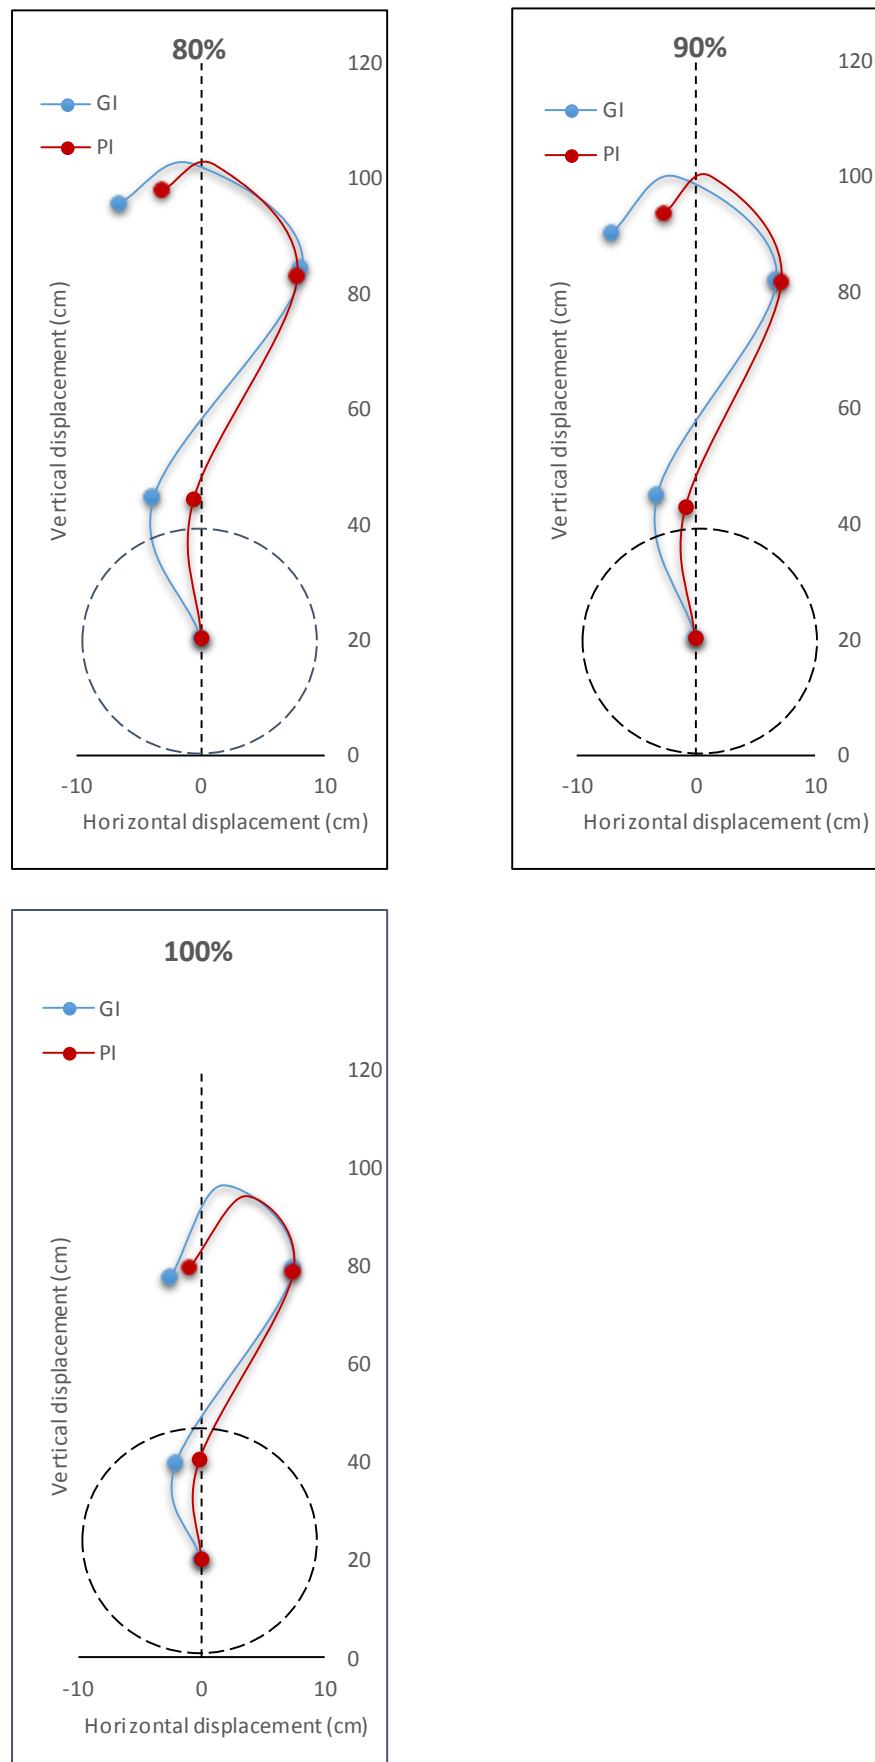 80%
120
GI
PI
100
80
60
40
20
0
Vertical displacement (cm)
-10 0 10
Horizontal displacement (cm)
90%
120
GI
PI
100
80
60
40
20
0
Vertical displacement (cm)
-10 0 10
Horizontal displacement (cm)
100%
GI
PI
120
100
80
60
40
20
0
Vertical displacement (cm)
-10 0 10
Horizontal displacement (cm)